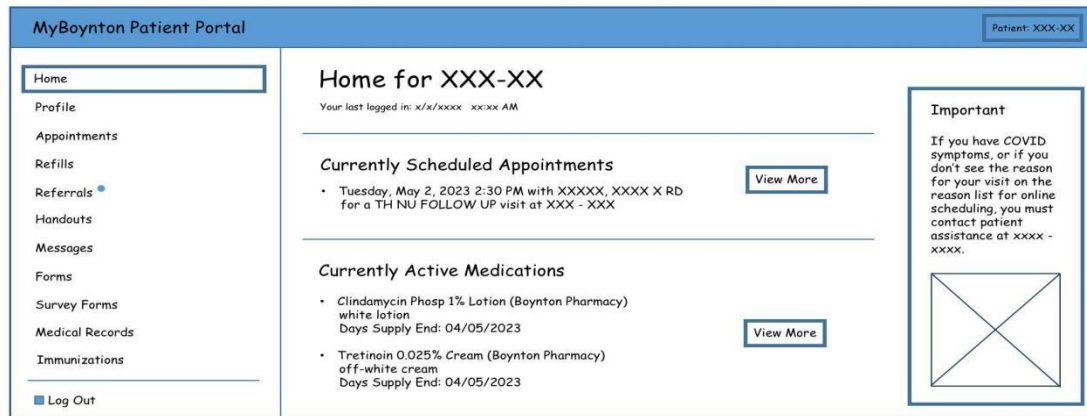 MyBoynton Patient Portal
Patient: XXX-XX
Home
Profile
Appointments
Refills
Referrals
Handouts
Messages
Forms
Survey Forms
Medical Records
Immunizations
Log Out
Home for XXX-XX
Your last logged in: x/x/xxxx xx:xx AM
Currently Scheduled Appointments
• Tuesday, May 2, 2023 2:30 PM with XXXXX, XXXX X RD
for a TH NU FOLLOW UP visit at XXX - XXX
View More
Currently Active Medications
• Clindamycin Phosp 1% Lotion (Boynton Pharmacy)
white lotion
Days Supply End: 04/05/2023
• Tretinoin 0.025% Cream (Boynton Pharmacy)
off-white cream
Days Supply End: 04/05/2023
View More
Important
If you have COVID
symptoms, or if you
don't see the reason
for your visit on the
reason list for online
scheduling, you must
contact patient
assistance at xxxx -
xxxx.